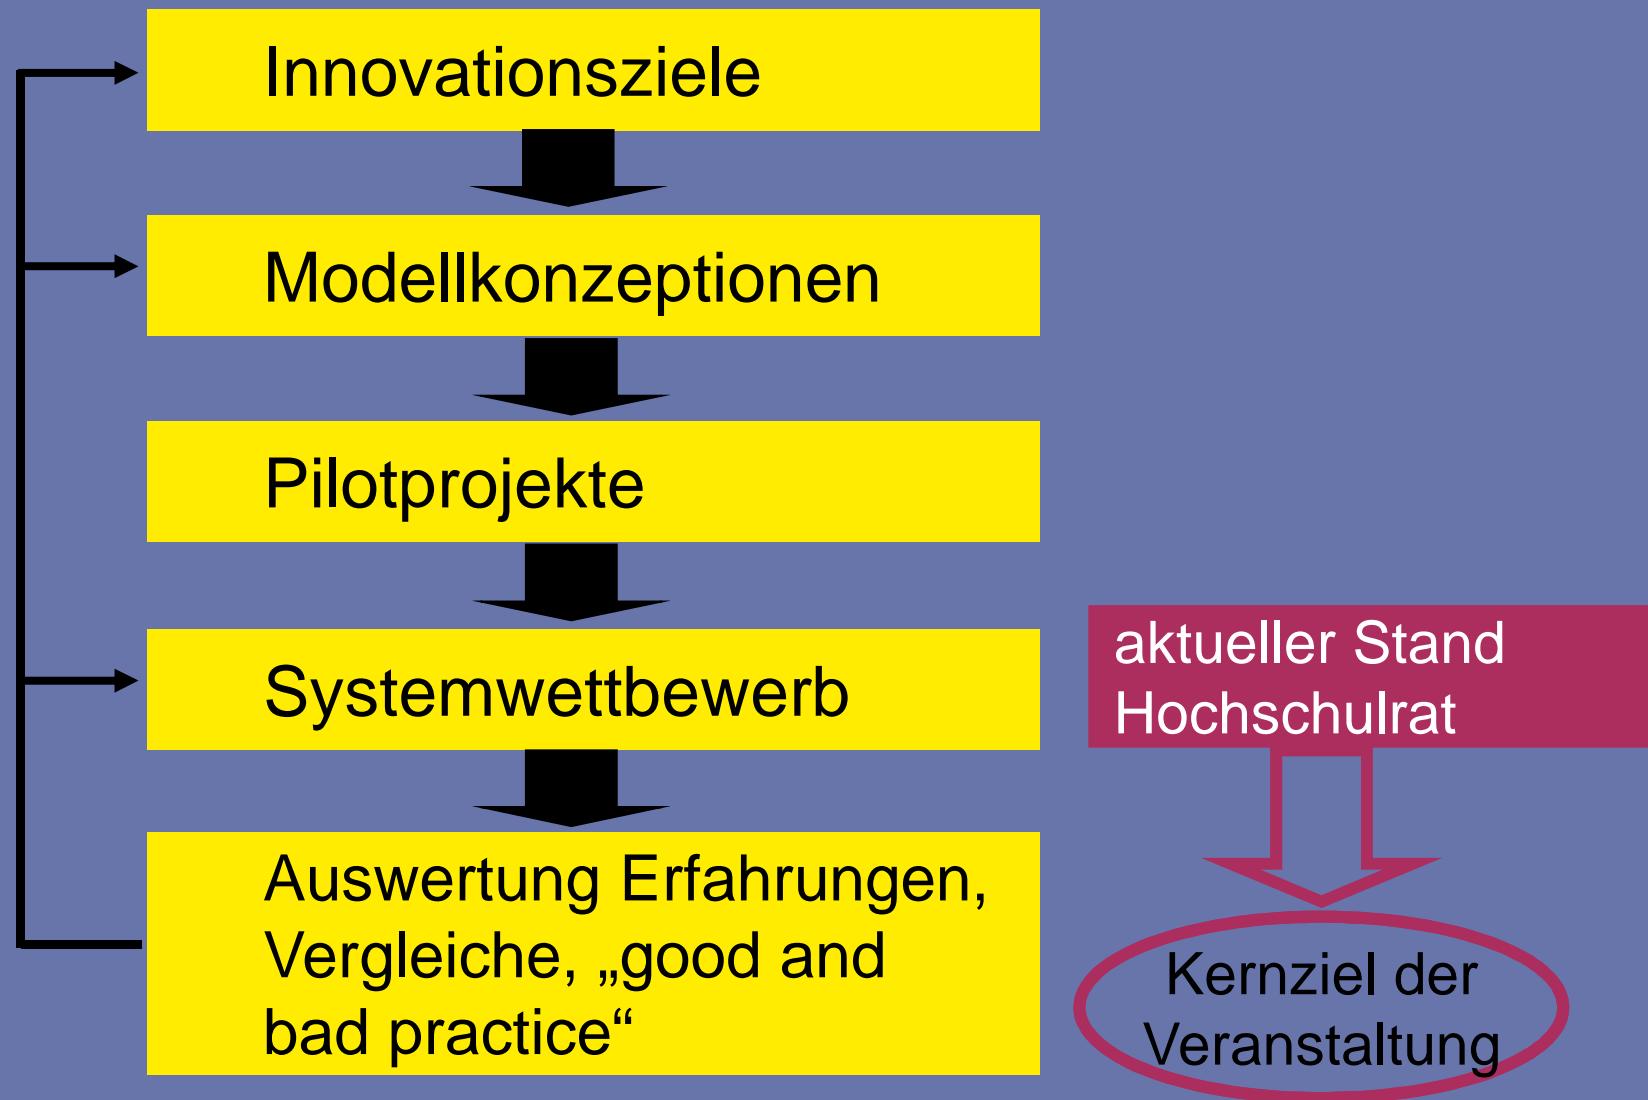 Innovationsziele
Modellkonzeptionen
Pilotprojekte
Systemwettbewerb
aktueller Stand
Hochschulrat
Auswertung Erfahrungen,
Vergleiche, „good and
bad practice“
Kernziel der
Veranstaltung